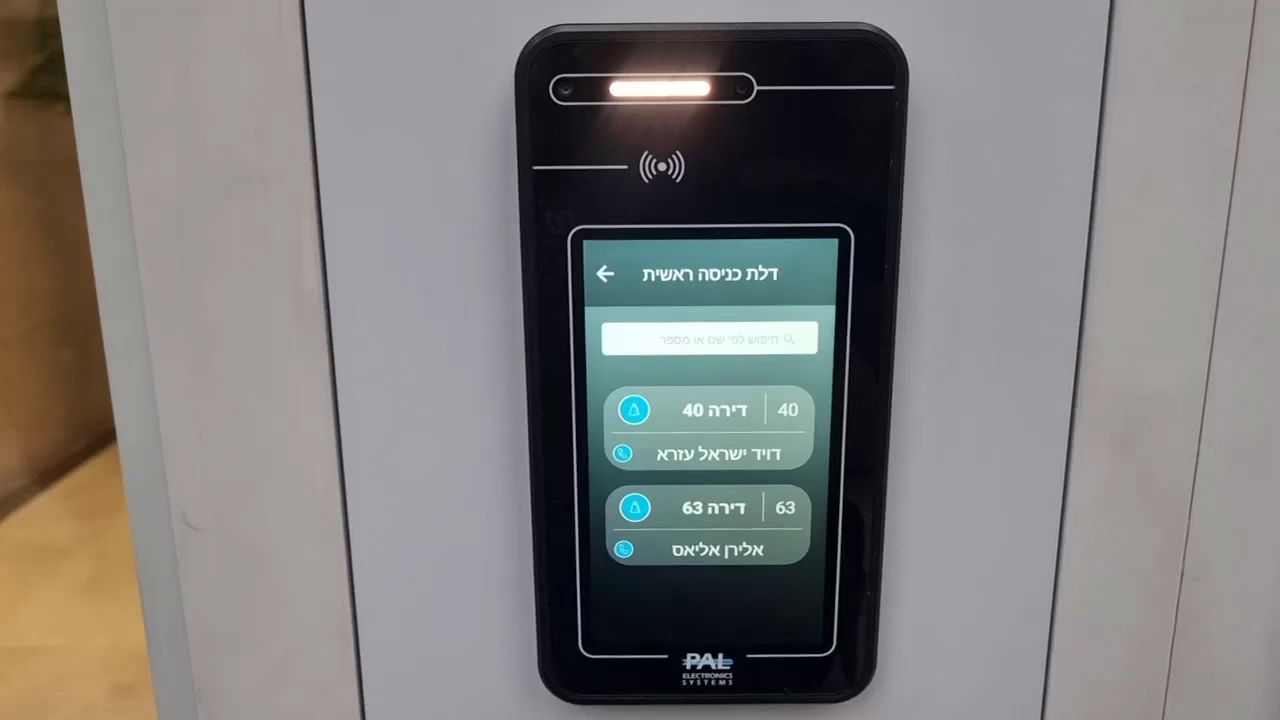 דלת כניסה ראשית
חיפוש לפי שם או מספר
40 דירה 40
דויד ישראל עזרא
63 דירה 63
אלירן אליאס
PAL
ELECTRONICS
SYSTEMS